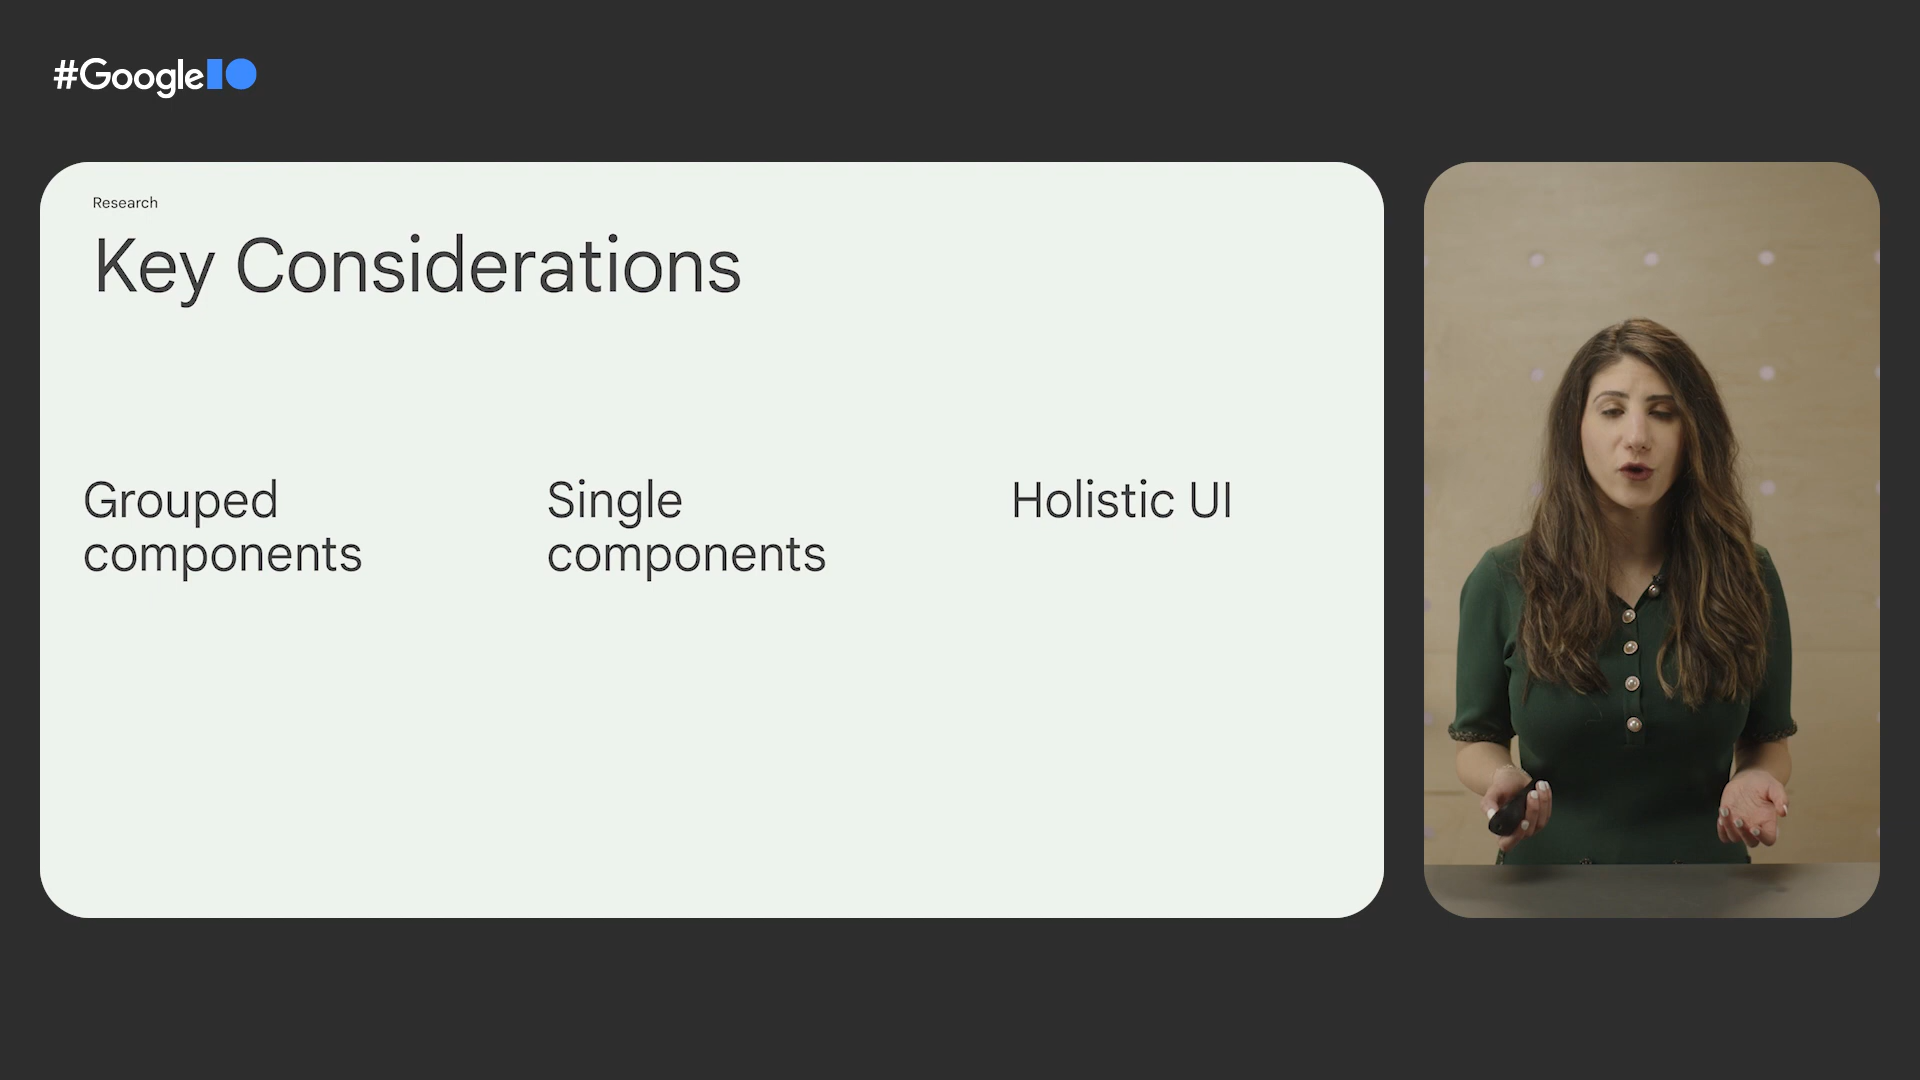 #GoogleIO
Research
Key Considerations
Grouped
components
Single
components
Holistic UI